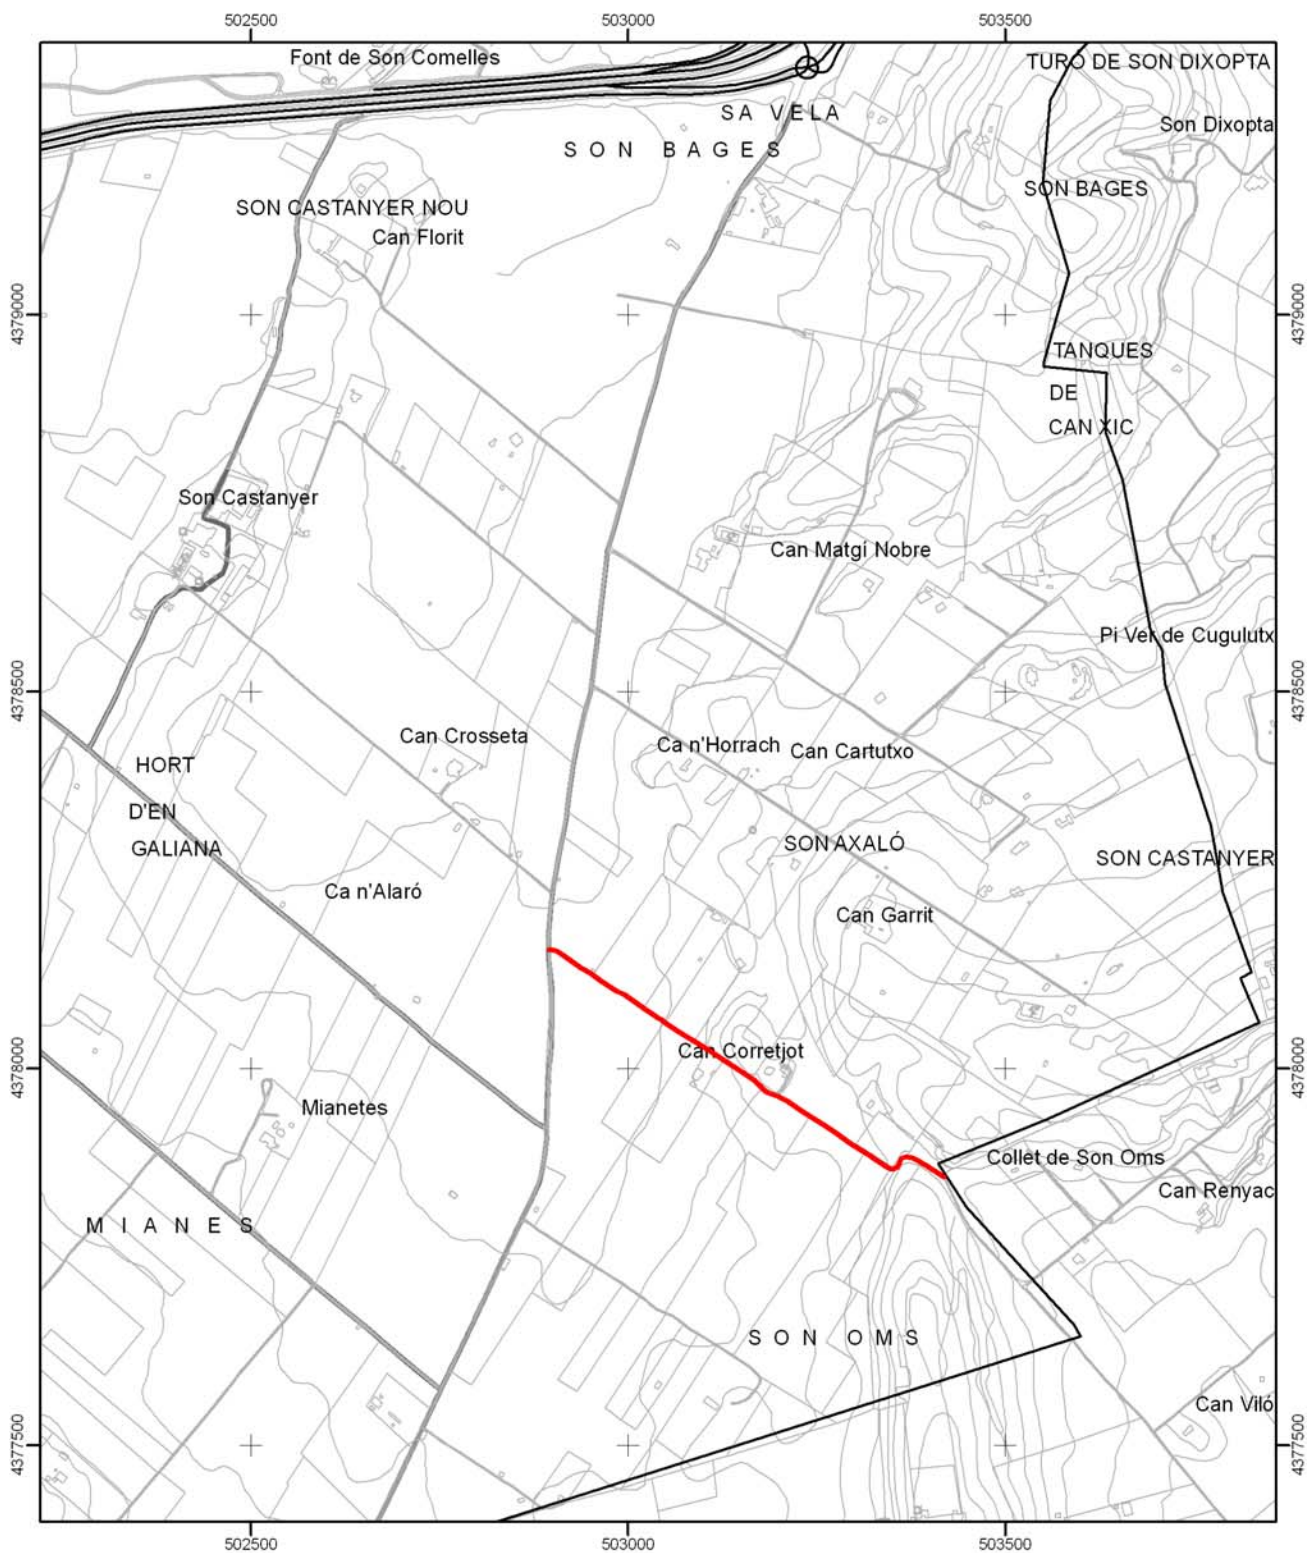 502500
503000
503500
Font de Son Comelles
TURÓ DE SON DIXOPTA
SA VELA
Son Dixopta
SON BAGES
SON BAGES
SON CASTANYER NOU
Can Florit
4379000
4379000
TANQUES
DE
CAN XIC
Son Castanyer
Can Matgí Nobre
Pi Ver de Cugulutx
4378500
4378500
Can Crosseta
Ca n'Horrach
Can Cartutxo
HORT
D'EN
GALIANA
SON AXALÓ
SON CASTANYER
Ca n'Alaró
Can Garrit
Can Corretjot
4378000
4378000
Mianetes
Collet de Son Oms
Can Renyac
MIANES
SON OMS
Can Viló
4377500
4377500
502500
503000
503500